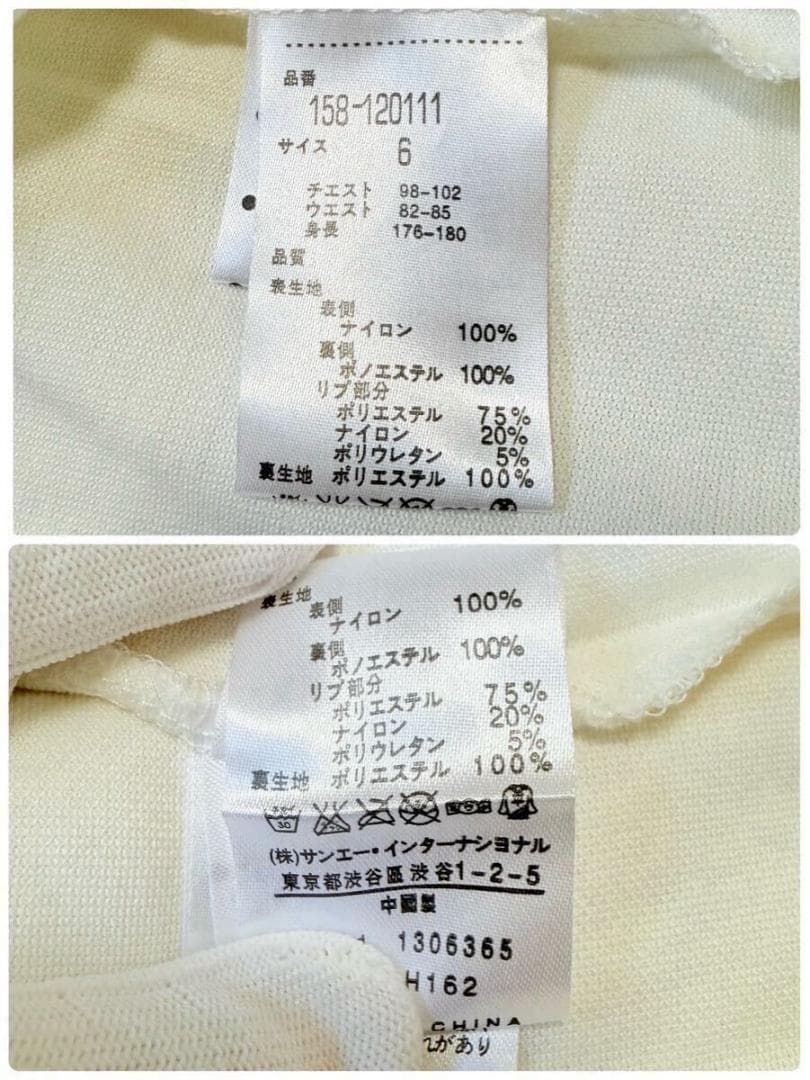 品番
158-120111
サイズ 6
チエスト 98-102
ウエスト 82-85
身長 176-180
品質
表生地
表側
ナイロン 100%
裏側
ポノエステル 100%
リブ部分
ポリエステル 75%
ナイロン 20%
ポリウレタン 5%
裏生地 ポリエステル 100%
表生地
表側
ナイロン 100%
裏側
ポノエステル 100%
リブ部分
ポリエステル 75%
ナイロン 20%
ポリウレタン 5%
裏生地 ポリエステル 100%
30
(株)サンエー・インターナシヨナル
東京都渋谷區渋谷1-2-5
中國製
1306365
H162
CHINA
があり